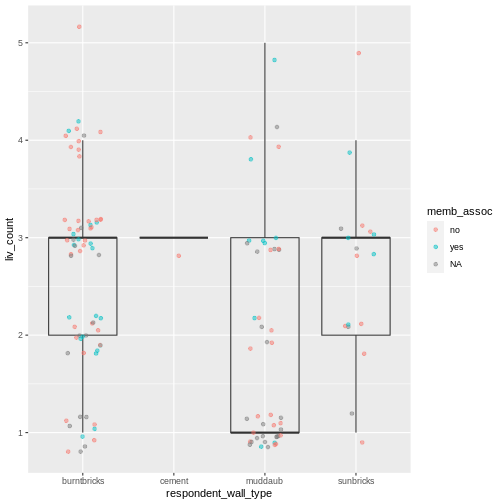 5
4
3
2
1
liv_count
burntbricks
cement
muddaub
sunbricks
respondent_wall_type
memb_assoc
no
yes
NA